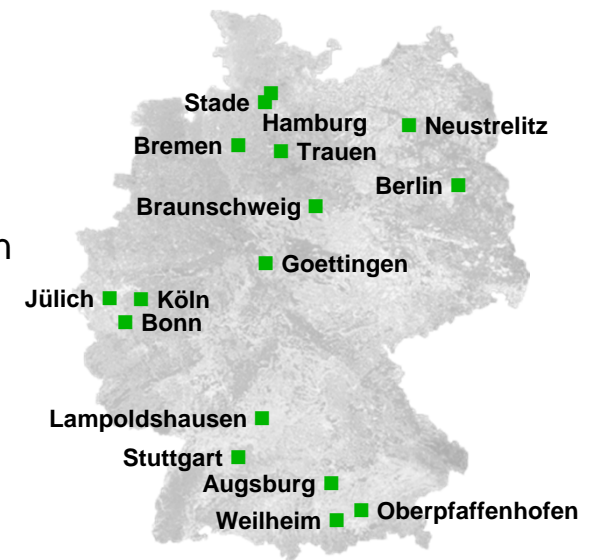 Stade
Hamburg
Neustrelitz
Bremen
Trauen
Berlin
Braunschweig
n
Goettingen
Jülich
Köln
Bonn
Lampoldshausen
Stuttgart
Augsburg
Oberpfaffenhofen
Weilheim